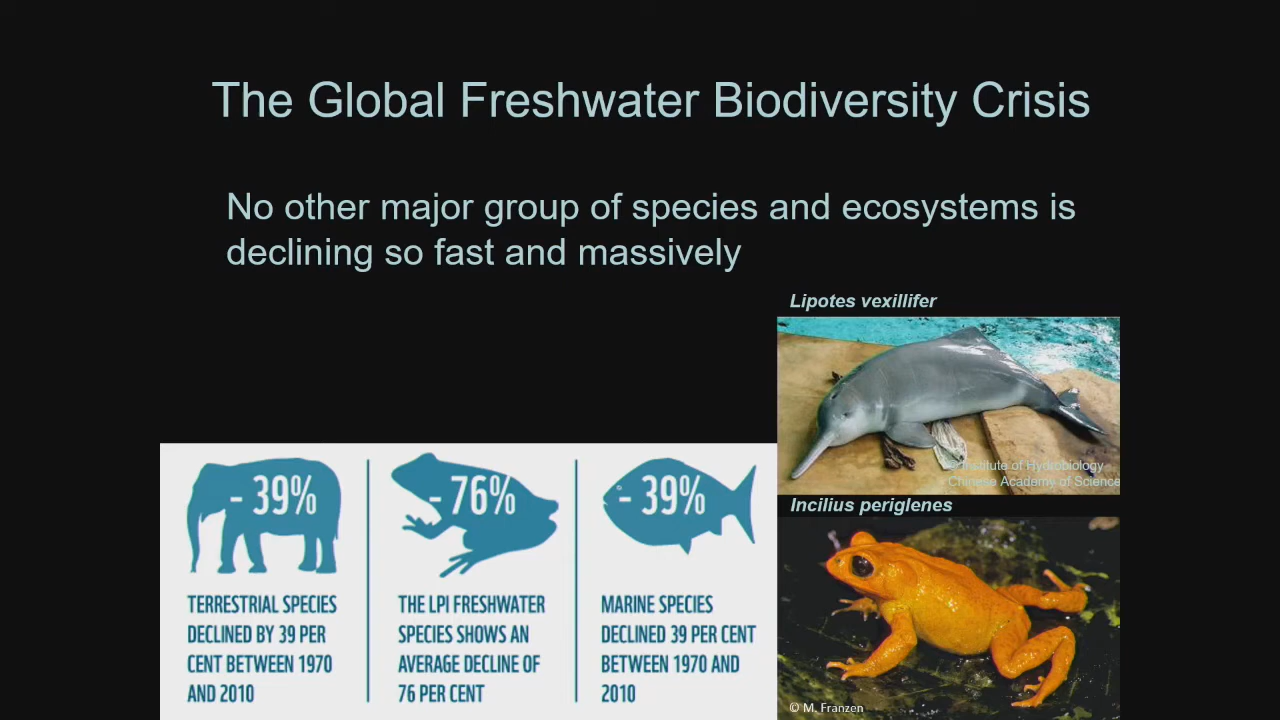 The Global Freshwater Biodiversity Crisis
No other major group of species and ecosystems is
declining so fast and massively
Lipotes vexillifer
© Institute of Hydrobiology
Chinese Academy of Science
Incilius periglenes
© M. Franzen
- 39%
TERRESTRIAL SPECIES
DECLINED BY 39 PER
CENT BETWEEN 1970
AND 2010
- 76%
THE LPI FRESHWATER
SPECIES SHOWS AN
AVERAGE DECLINE OF
76 PER CENT
- 39%
MARINE SPECIES
DECLINED 39 PER CENT
BETWEEN 1970 AND
2010